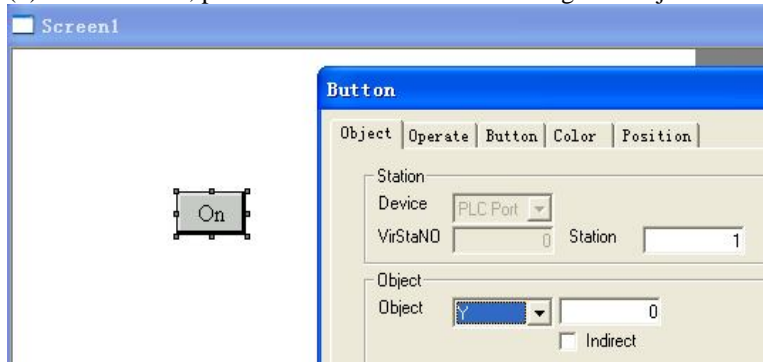 Screen1
Button
Object Operate Button Color Position
Station
Device PLC Port
VirStaNO 0 Station 1
On
Object
Object Y 0
Indirect